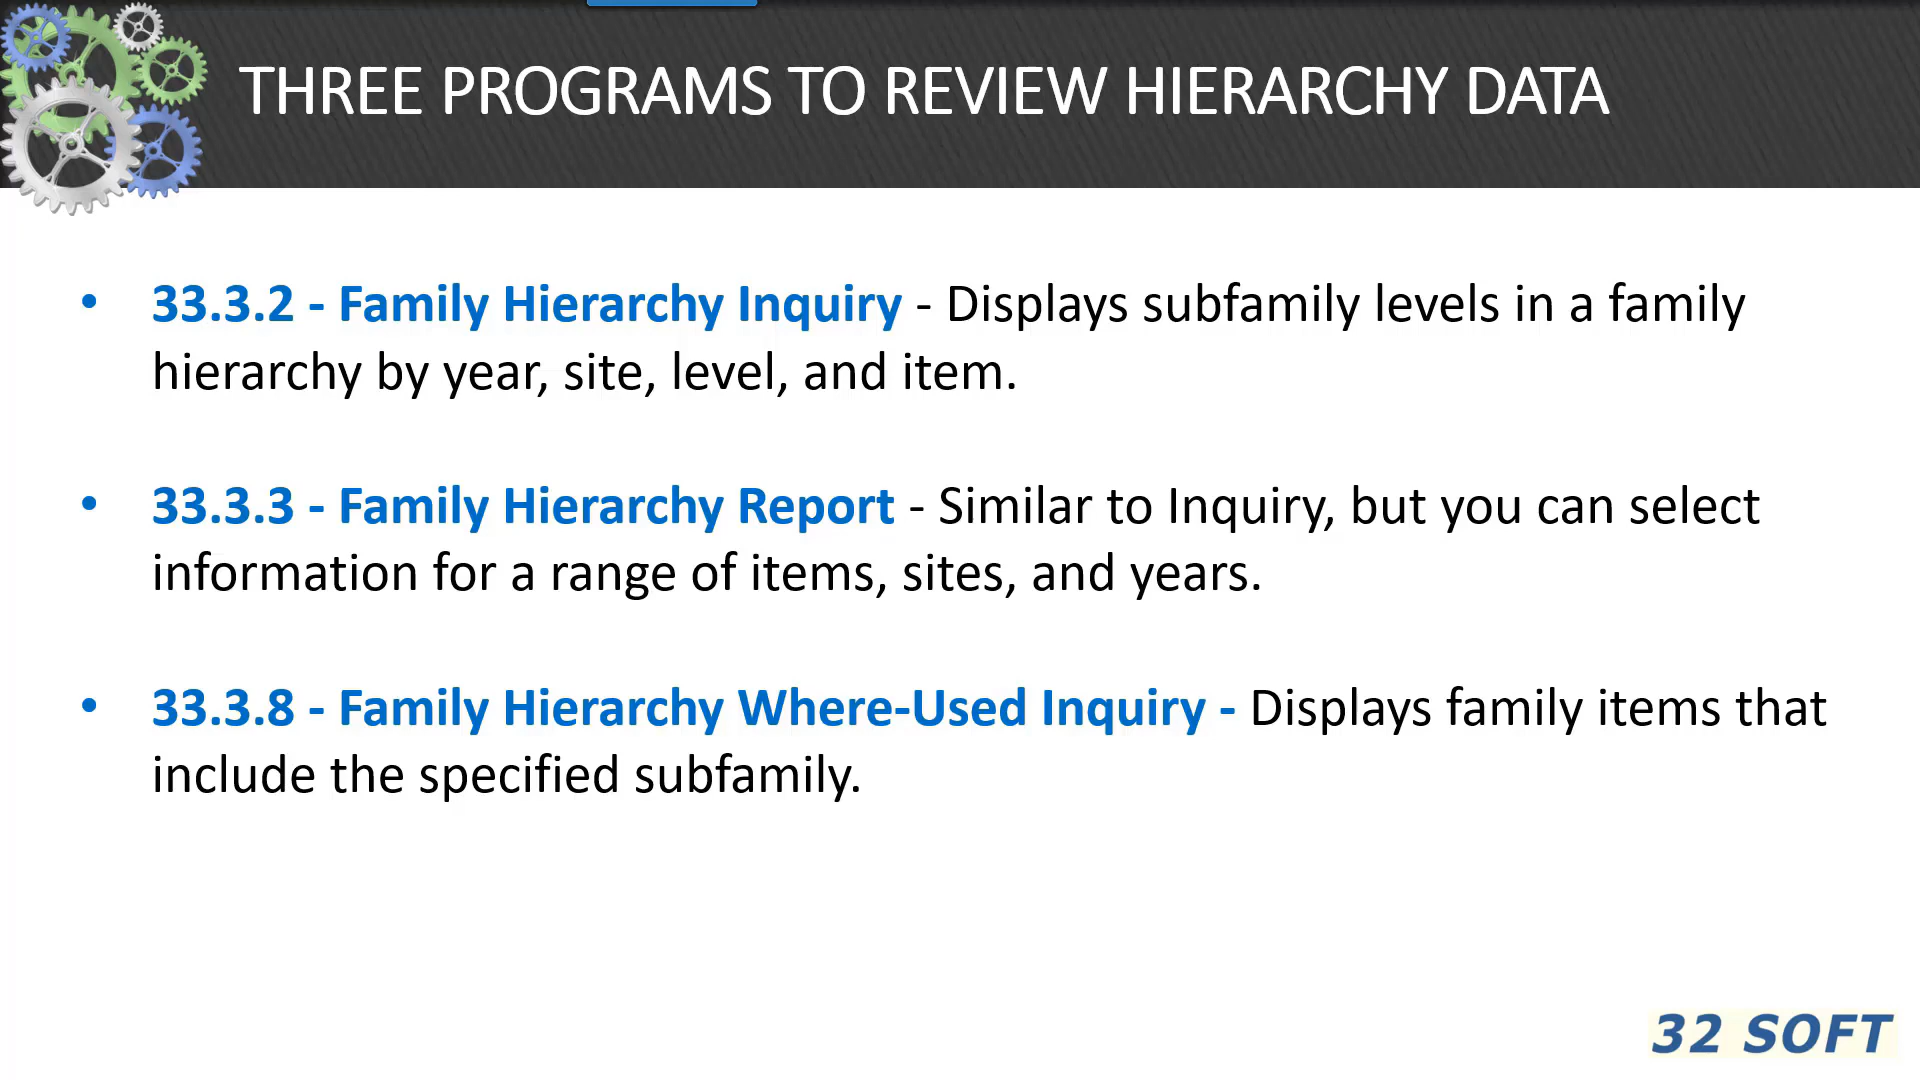 THREE PROGRAMS TO REVIEW HIERARCHY DATA
• 33.3.2 - Family Hierarchy Inquiry - Displays subfamily levels in a family
hierarchy by year, site, level, and item.
• 33.3.3 - Family Hierarchy Report - Similar to Inquiry, but you can select
information for a range of items, sites, and years.
• 33.3.8 - Family Hierarchy Where-Used Inquiry - Displays family items that
include the specified subfamily.
32 SOFT